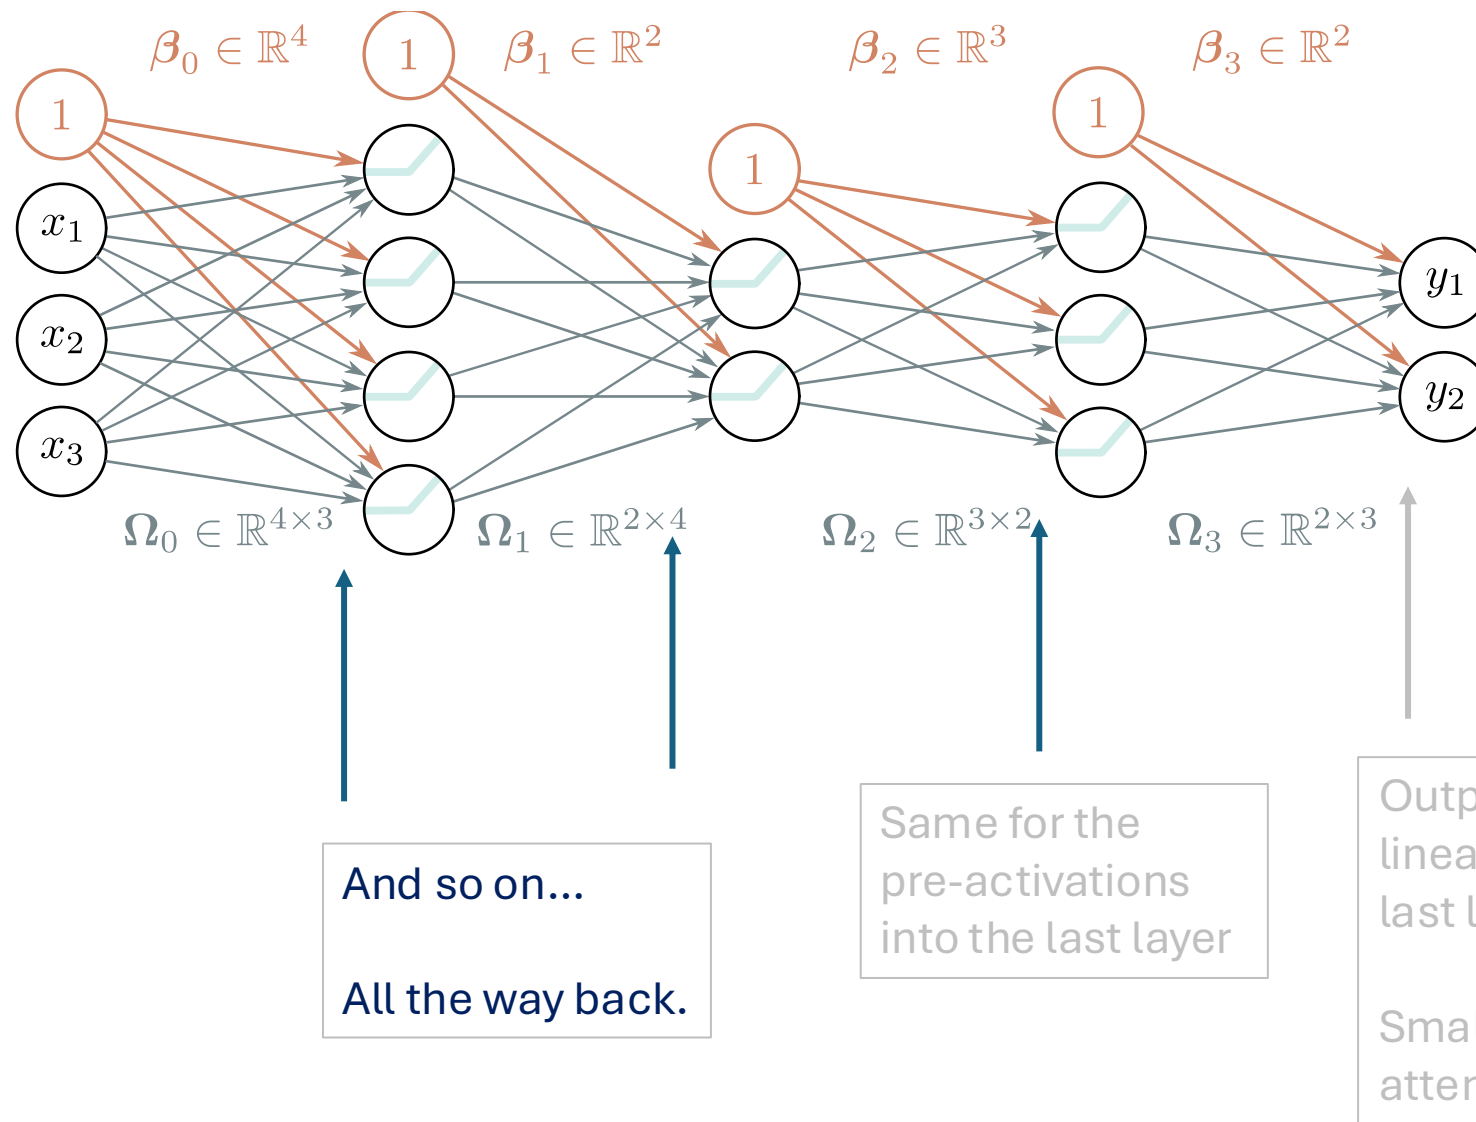 β₀ ∈ ℝ⁴
β₁ ∈ ℝ²
β₂ ∈ ℝ³
β₃ ∈ ℝ²
1
1
1
1
x₁
x₂
x₃
y₁
y₂
Ω₀ ∈ ℝ⁴ˣ³
Ω₁ ∈ ℝ²ˣ⁴
Ω₂ ∈ ℝ³ˣ²
Ω₃ ∈ ℝ²ˣ³
And so on...
All the way back.
Same for the
pre-activations
into the last layer
last